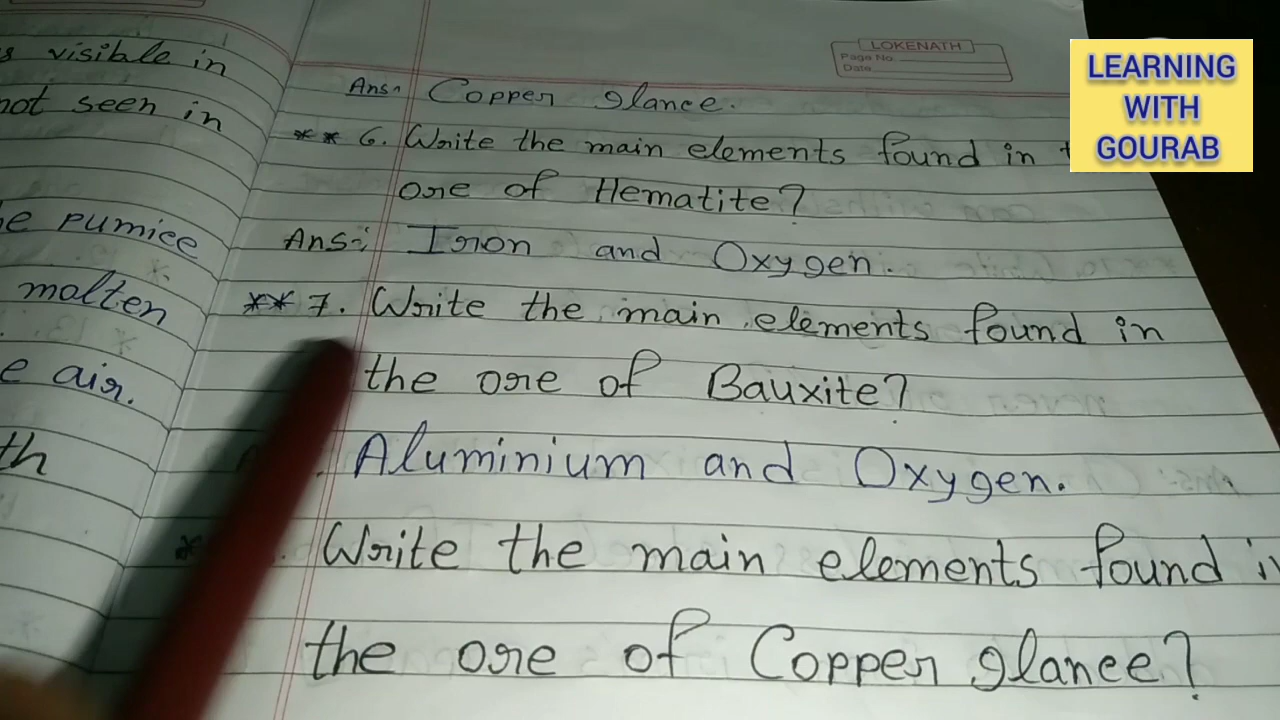 s visible in
not seen in
e pumice
molten
e air.
th
LOKENATH
Page No
Date
Ans:
Copper glance.
** 6. Write the main elements found in
ore of Hematite?
Ans:- Iron and Oxygen.
** 7. Write the main elements found in
the ore of Bauxite?
Aluminium and Oxygen.
Write the main elements found in
the ore of Copper glance?
LEARNING
WITH
GOURAB